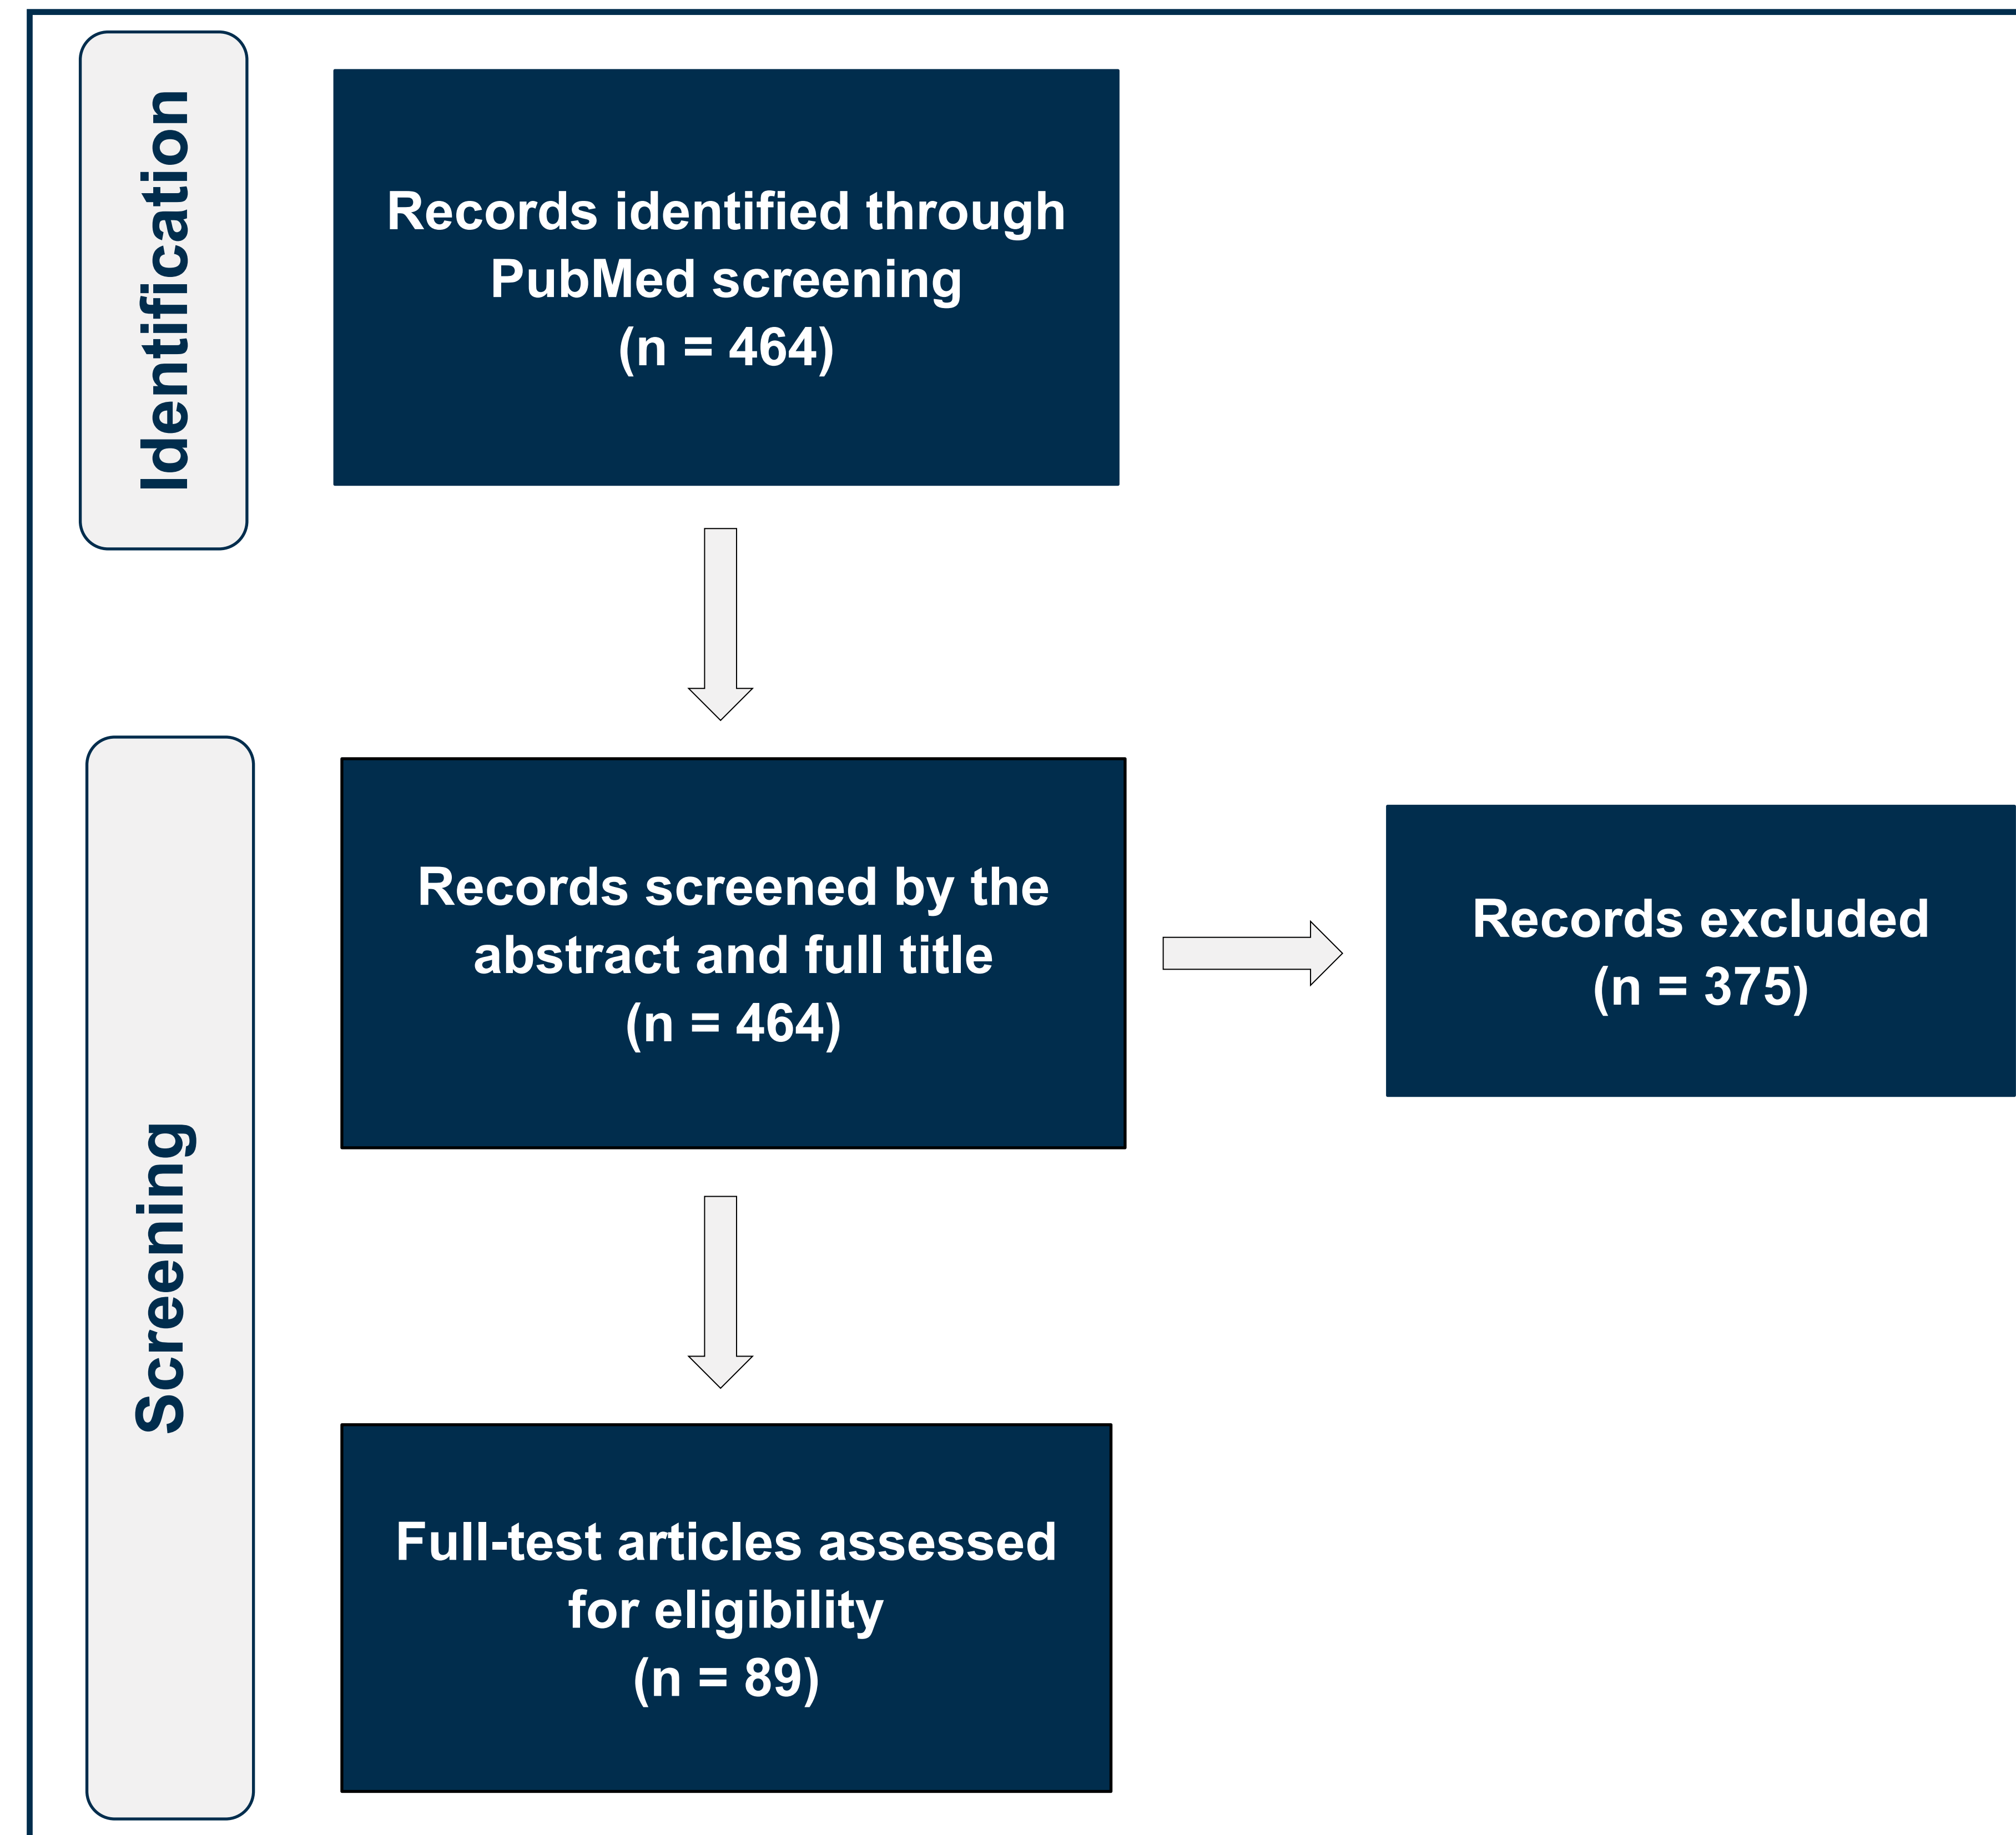 Identification
Records identified through
PubMed screening
(n = 464)
Screening
Records screened by the
abstract and full title
(n = 464)
Records excluded
(n = 375)
Full-test articles assessed
for eligibility
(n = 89)